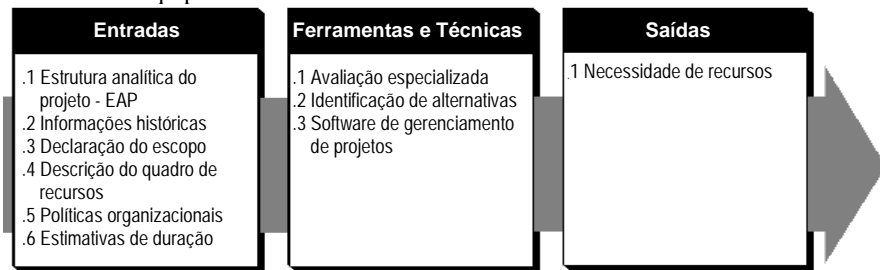 Entradas
.1 Estrutura analítica do
projeto - EAP
.2 Informações históricas
.3 Declaração do escopo
.4 Descrição do quadro de
recursos
.5 Políticas organizacionais
.6 Estimativas de duração
Ferramentas e Técnicas
.1 Avaliação especializada
.2 Identificação de alternativas
.3 Software de gerenciamento
de projetos
Saídas
.1 Necessidade de recursos